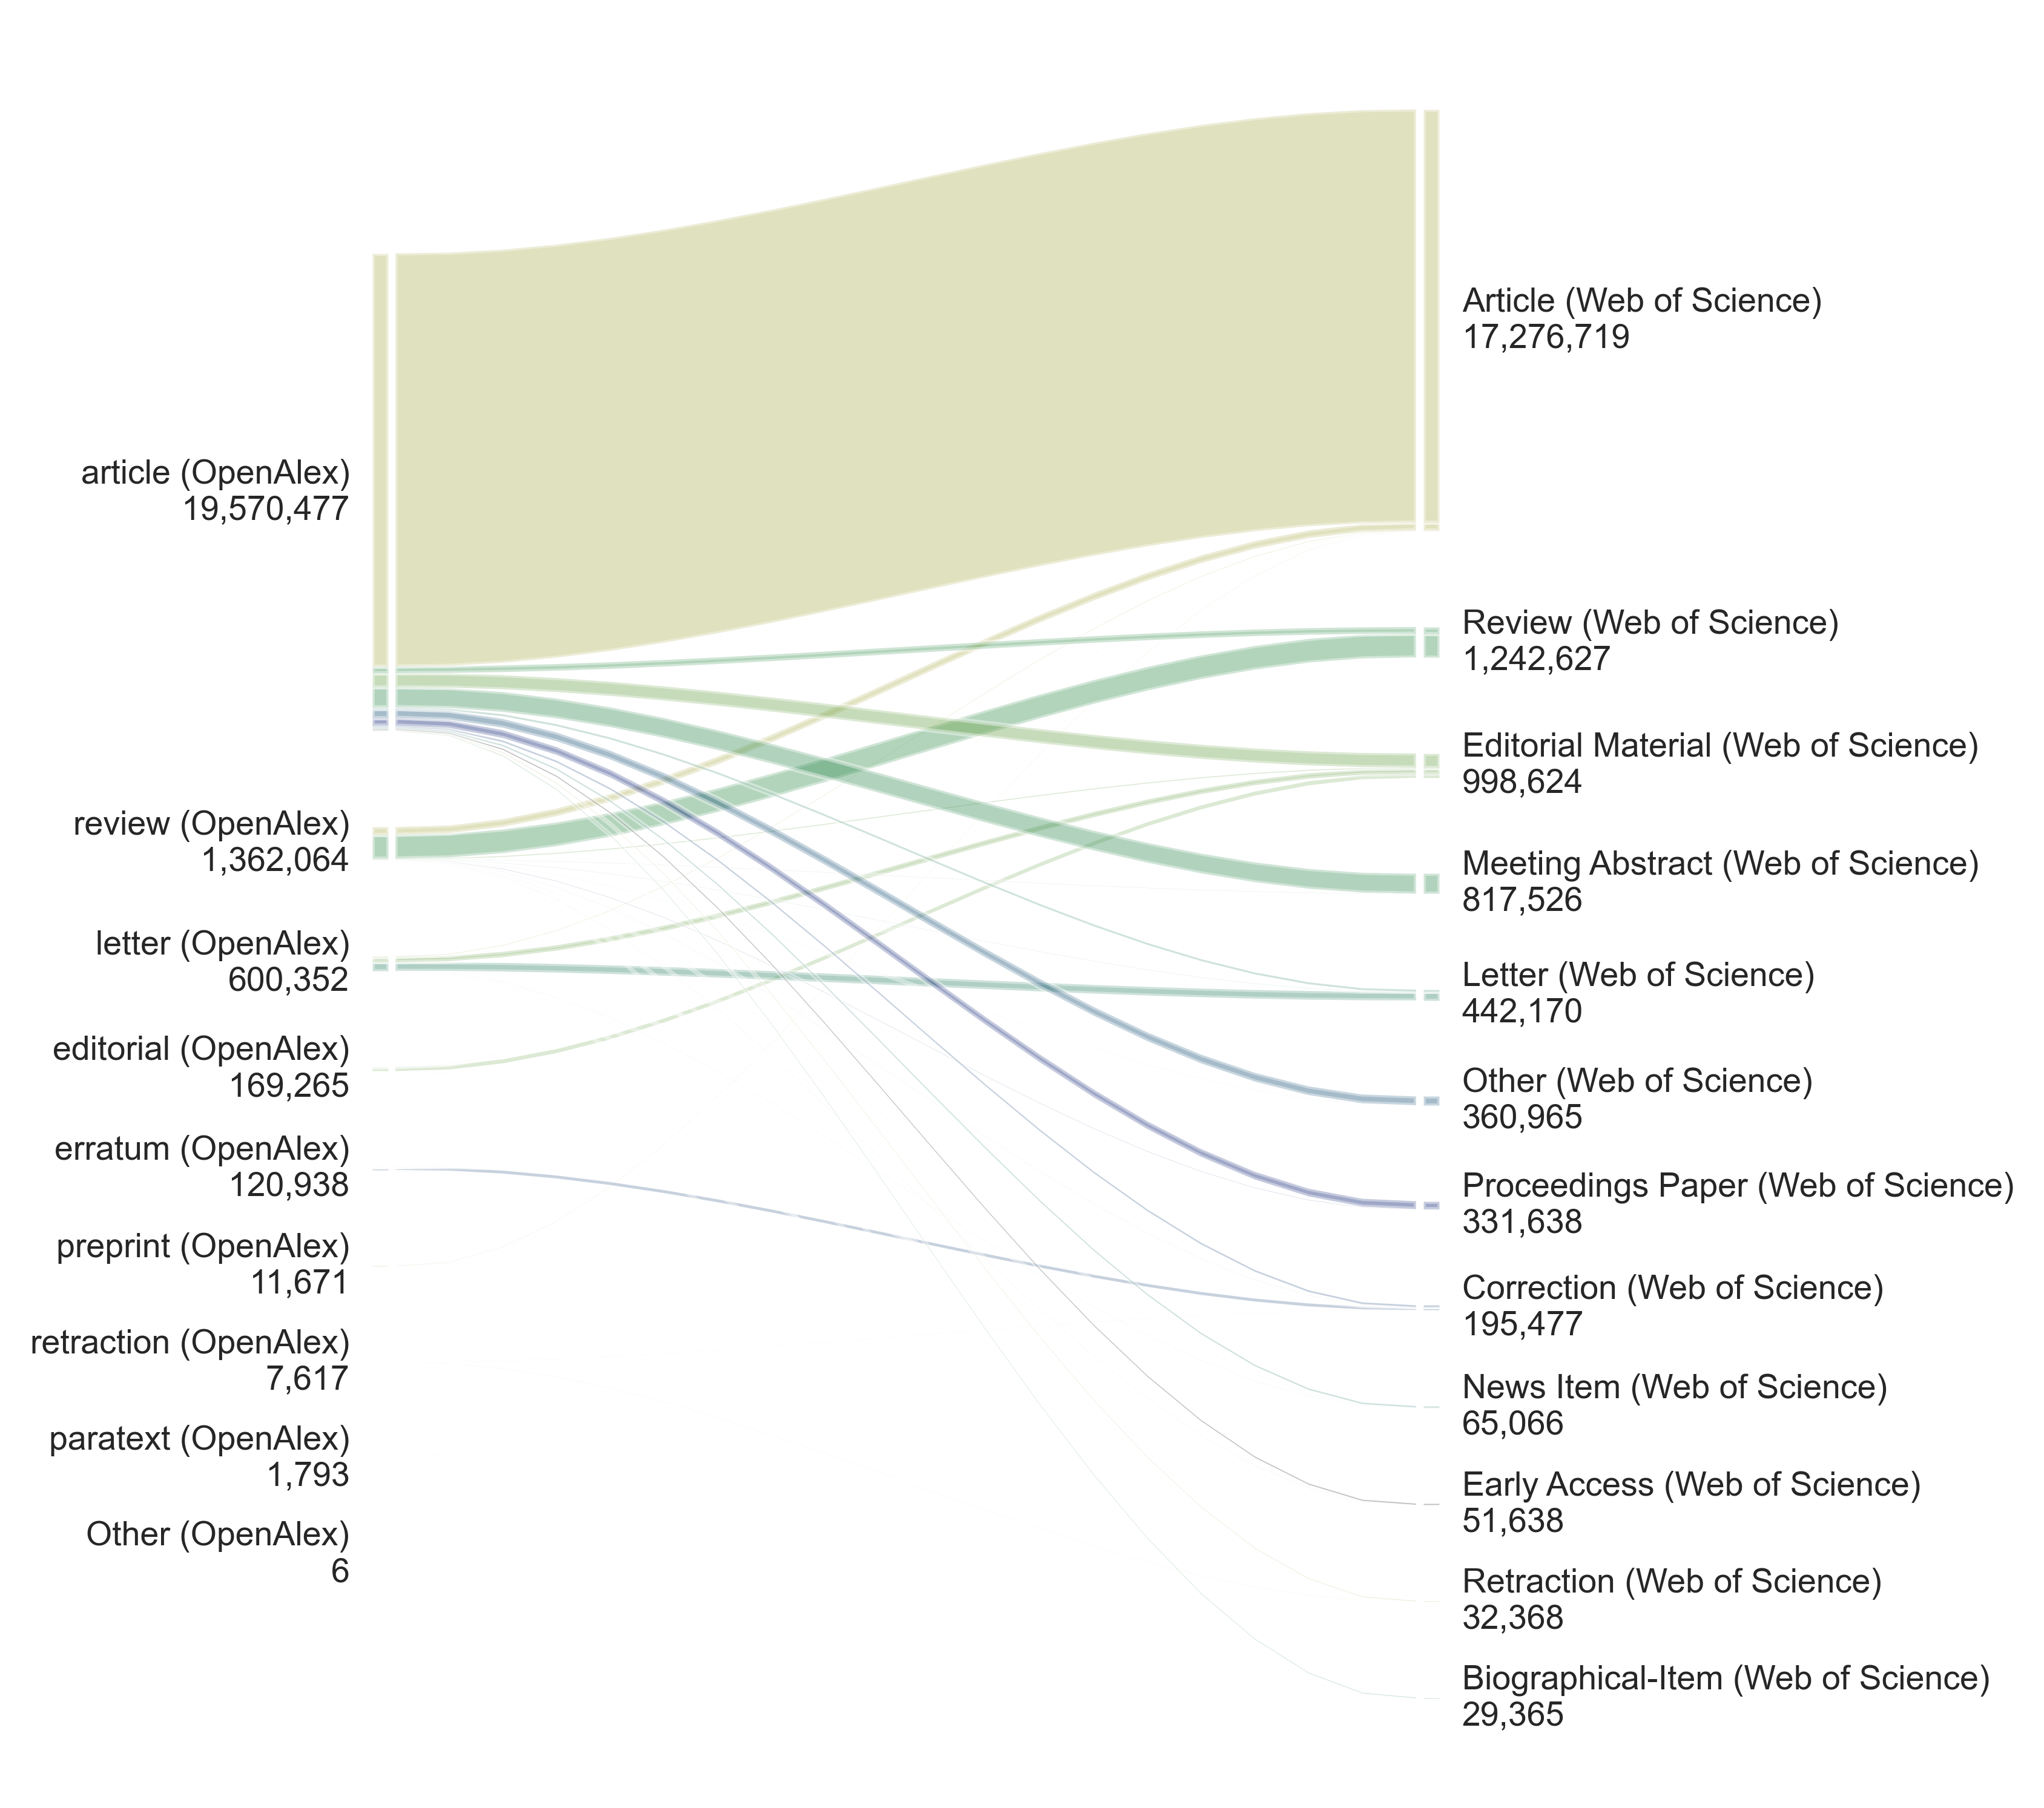 article (OpenAlex)
19,570,477
review (OpenAlex)
1,362,064
letter (OpenAlex)
600,352
editorial (OpenAlex)
169,265
erratum (OpenAlex)
120,938
preprint (OpenAlex)
11,671
retraction (OpenAlex)
7,617
paratext (OpenAlex)
1,793
Other (OpenAlex)
6
Article (Web of Science)
17,276,719
Review (Web of Science)
1,242,627
Editorial Material (Web of Science)
998,624
Meeting Abstract (Web of Science)
817,526
Letter (Web of Science)
442,170
Other (Web of Science)
360,965
Proceedings Paper (Web of Science)
331,638
Correction (Web of Science)
195,477
News Item (Web of Science)
65,066
Early Access (Web of Science)
51,638
Retraction (Web of Science)
32,368
Biographical-Item (Web of Science)
29,365